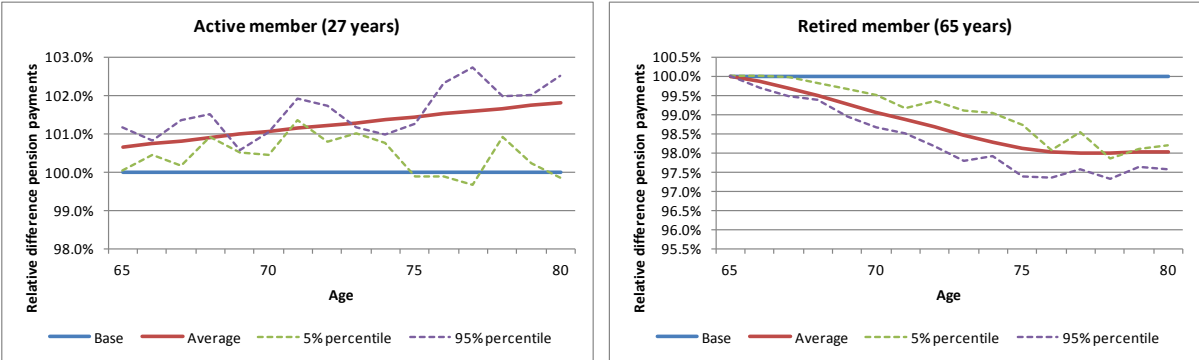 Active member (27 years)
Relative difference pension payments
103.0%
102.0%
101.0%
100.0%
99.0%
98.0%
65 70 75 80
Age
Base Average 5% percentile 95% percentile
Retired member (65 years)
Relative difference pension payments
100.5%
100.0%
99.5%
99.0%
98.5%
98.0%
97.5%
97.0%
96.5%
96.0%
95.5%
65 70 75 80
Age
Base Average 5% percentile 95% percentile